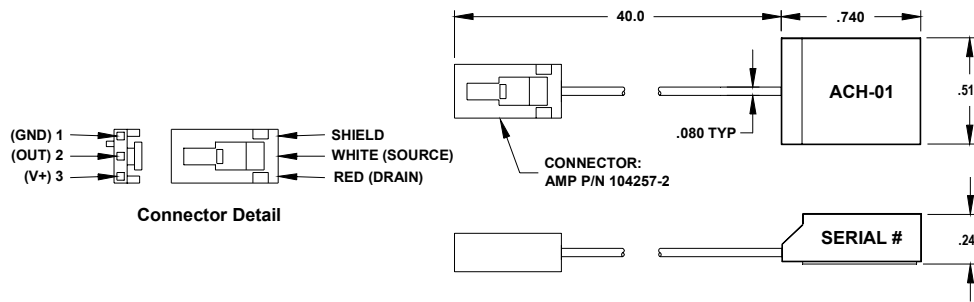 40.0
.740
ACH-01
.51
.080 TYP
CONNECTOR:
AMP P/N 104257-2
(GND) 1
(OUT) 2
(V+) 3
SHIELD
WHITE (SOURCE)
RED (DRAIN)
Connector Detail
SERIAL #
.24